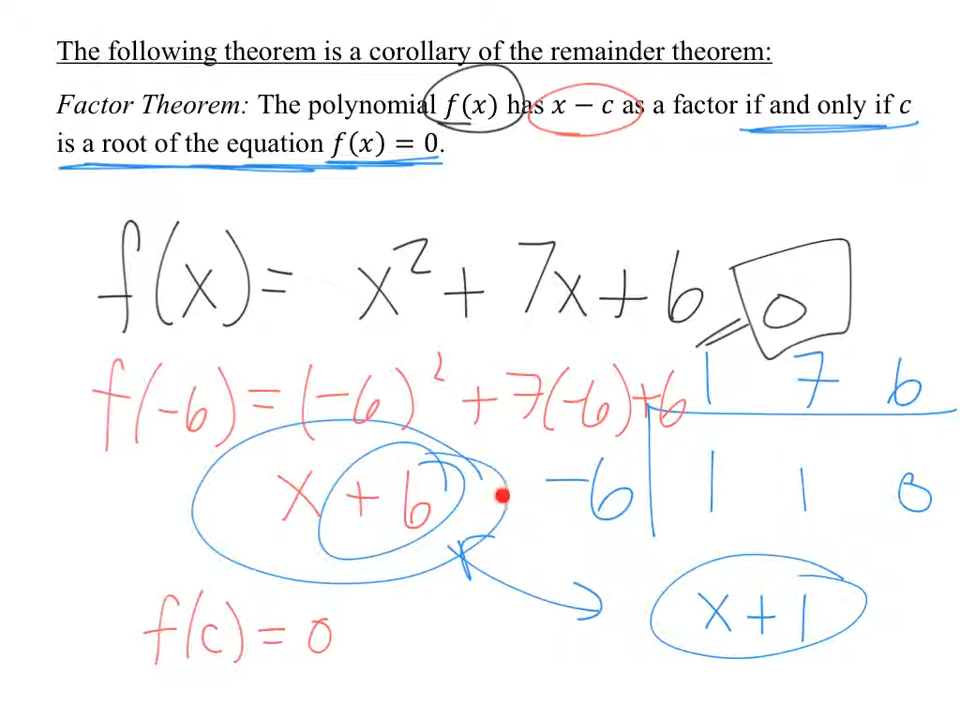 The following theorem is a corollary of the remainder theorem:
Factor Theorem: The polynomial f(x) has x − c as a factor if and only if c
is a root of the equation f(x) = 0.
f(x) = x² + 7x + 6
0
f(-6) = (-6)² + 7(-6) + 6
1 7 6
x + 6
-6 1 1 0
x + 1
f(c) = 0